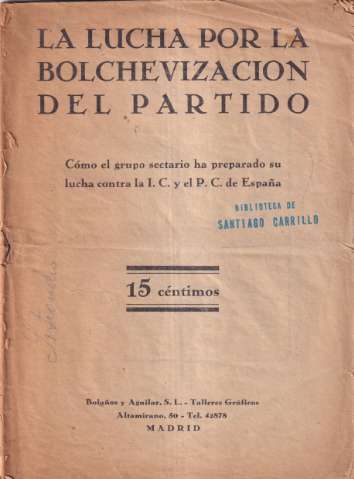 LA LUCHA POR LA
BOLCHEVIZACION
DEL PARTIDO
Cómo el grupo sectario ha preparado su
lucha contra la I. C. y el P. C. de España
BIBLIOTECA DE
SANTIAGO CARRILLO
15 céntimos
Bolaños y Aguilar, S. L. - Talleres Gráficos
Altamirano, 50 - Tel. 42878
MADRID